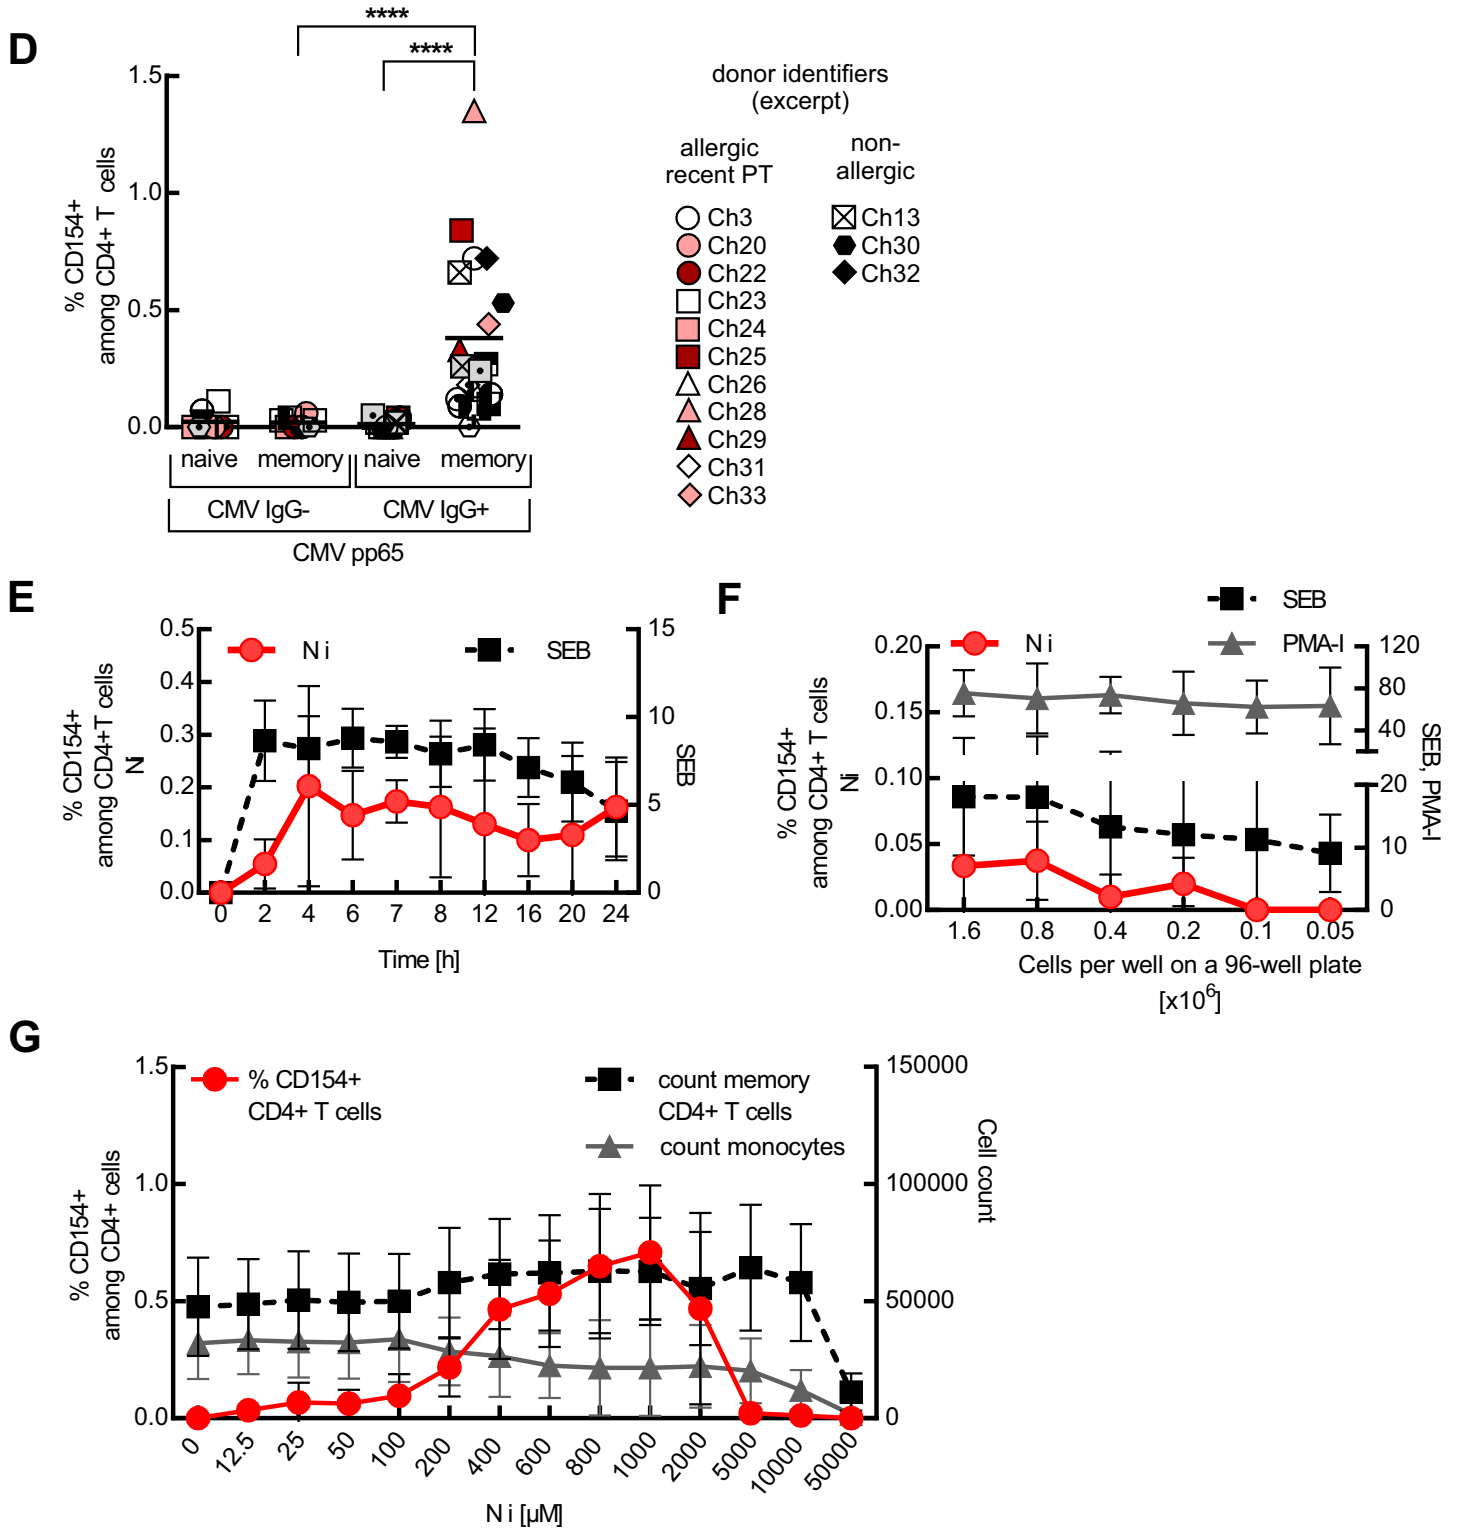 D
****
****
% CD154+
among CD4+ T cells
1.5
1.0
0.5
0.0
naive
memory
naive
memory
CMV IgG-
CMV IgG+
CMV pp65
donor identifiers
(excerpt)
allergic
recent PT
non-
allergic
Ch3
Ch20
Ch22
Ch23
Ch24
Ch25
Ch26
Ch28
Ch29
Ch31
Ch33
Ch13
Ch30
Ch32
E
% CD154+
among CD4+T cells
Ni
0.5
0.4
0.3
0.2
0.1
0.0
Ni
SEB
15
10
5
0
SEB
0 2 4 6 7 8 12 16 20 24
Time [h]
F
SEB
PMA-I
Ni
% CD154+
among CD4+ T cells
Ni
0.20
0.15
0.10
0.05
0.00
120
80
40
20
10
0
SEB, PMA-I
1.6 0.8 0.4 0.2 0.1 0.05
Cells per well on a 96-well plate
[x10⁶]
G
% CD154+
among CD4+ cells
1.5
1.0
0.5
0.0
% CD154+
CD4+ T cells
count memory
CD4+ T cells
count monocytes
150000
100000
50000
0
Cell count
0 12.5 25 50 100 200 400 600 800 1000 2000 5000 10000 50000
Ni [µM]